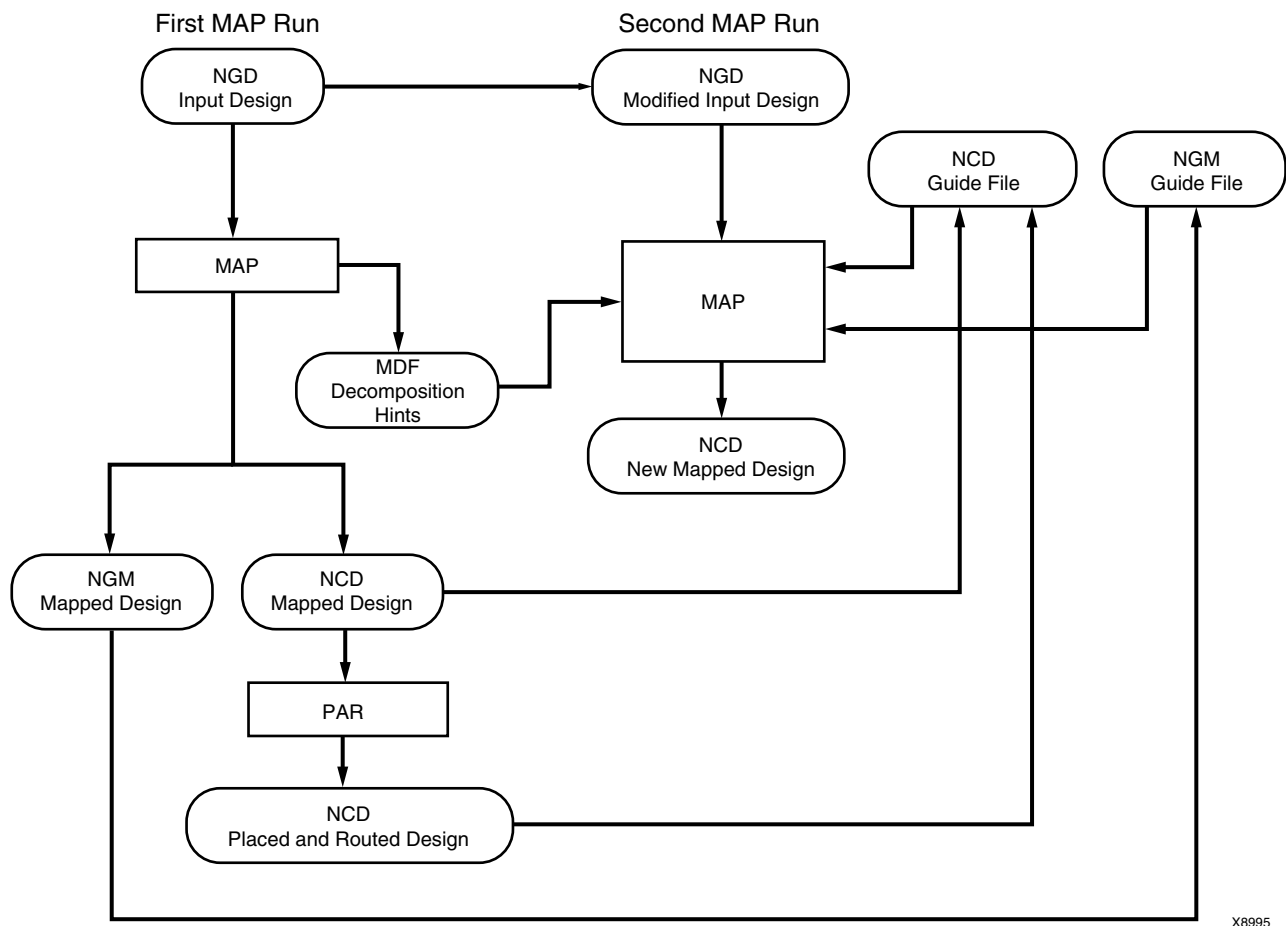 First MAP Run
Second MAP Run
NGD
Input Design
NGD
Modified Input Design
NCD
Guide File
NGM
Guide File
MAP
MAP
MDF
Decomposition
Hints
NCD
New Mapped Design
NGM
Mapped Design
NCD
Mapped Design
PAR
NCD
Placed and Routed Design
X8995